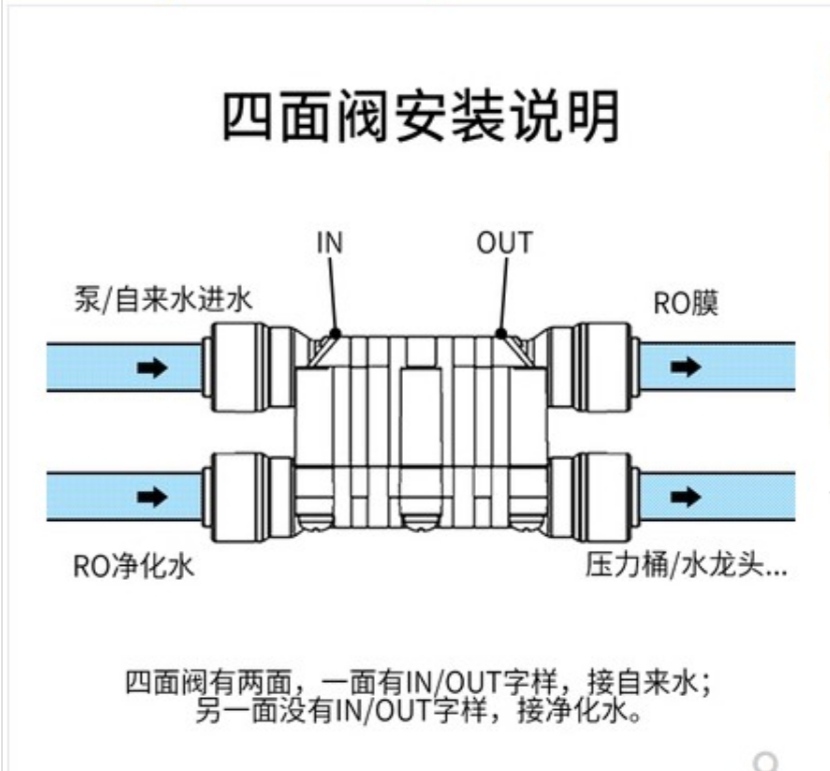 四面阀安装说明
IN
OUT
泵/自来水进水
RO膜
RO净化水
压力桶/水龙头...
四面阀有两面，一面有IN/OUT字样，接自来水；
另一面没有IN/OUT字样，接净化水。